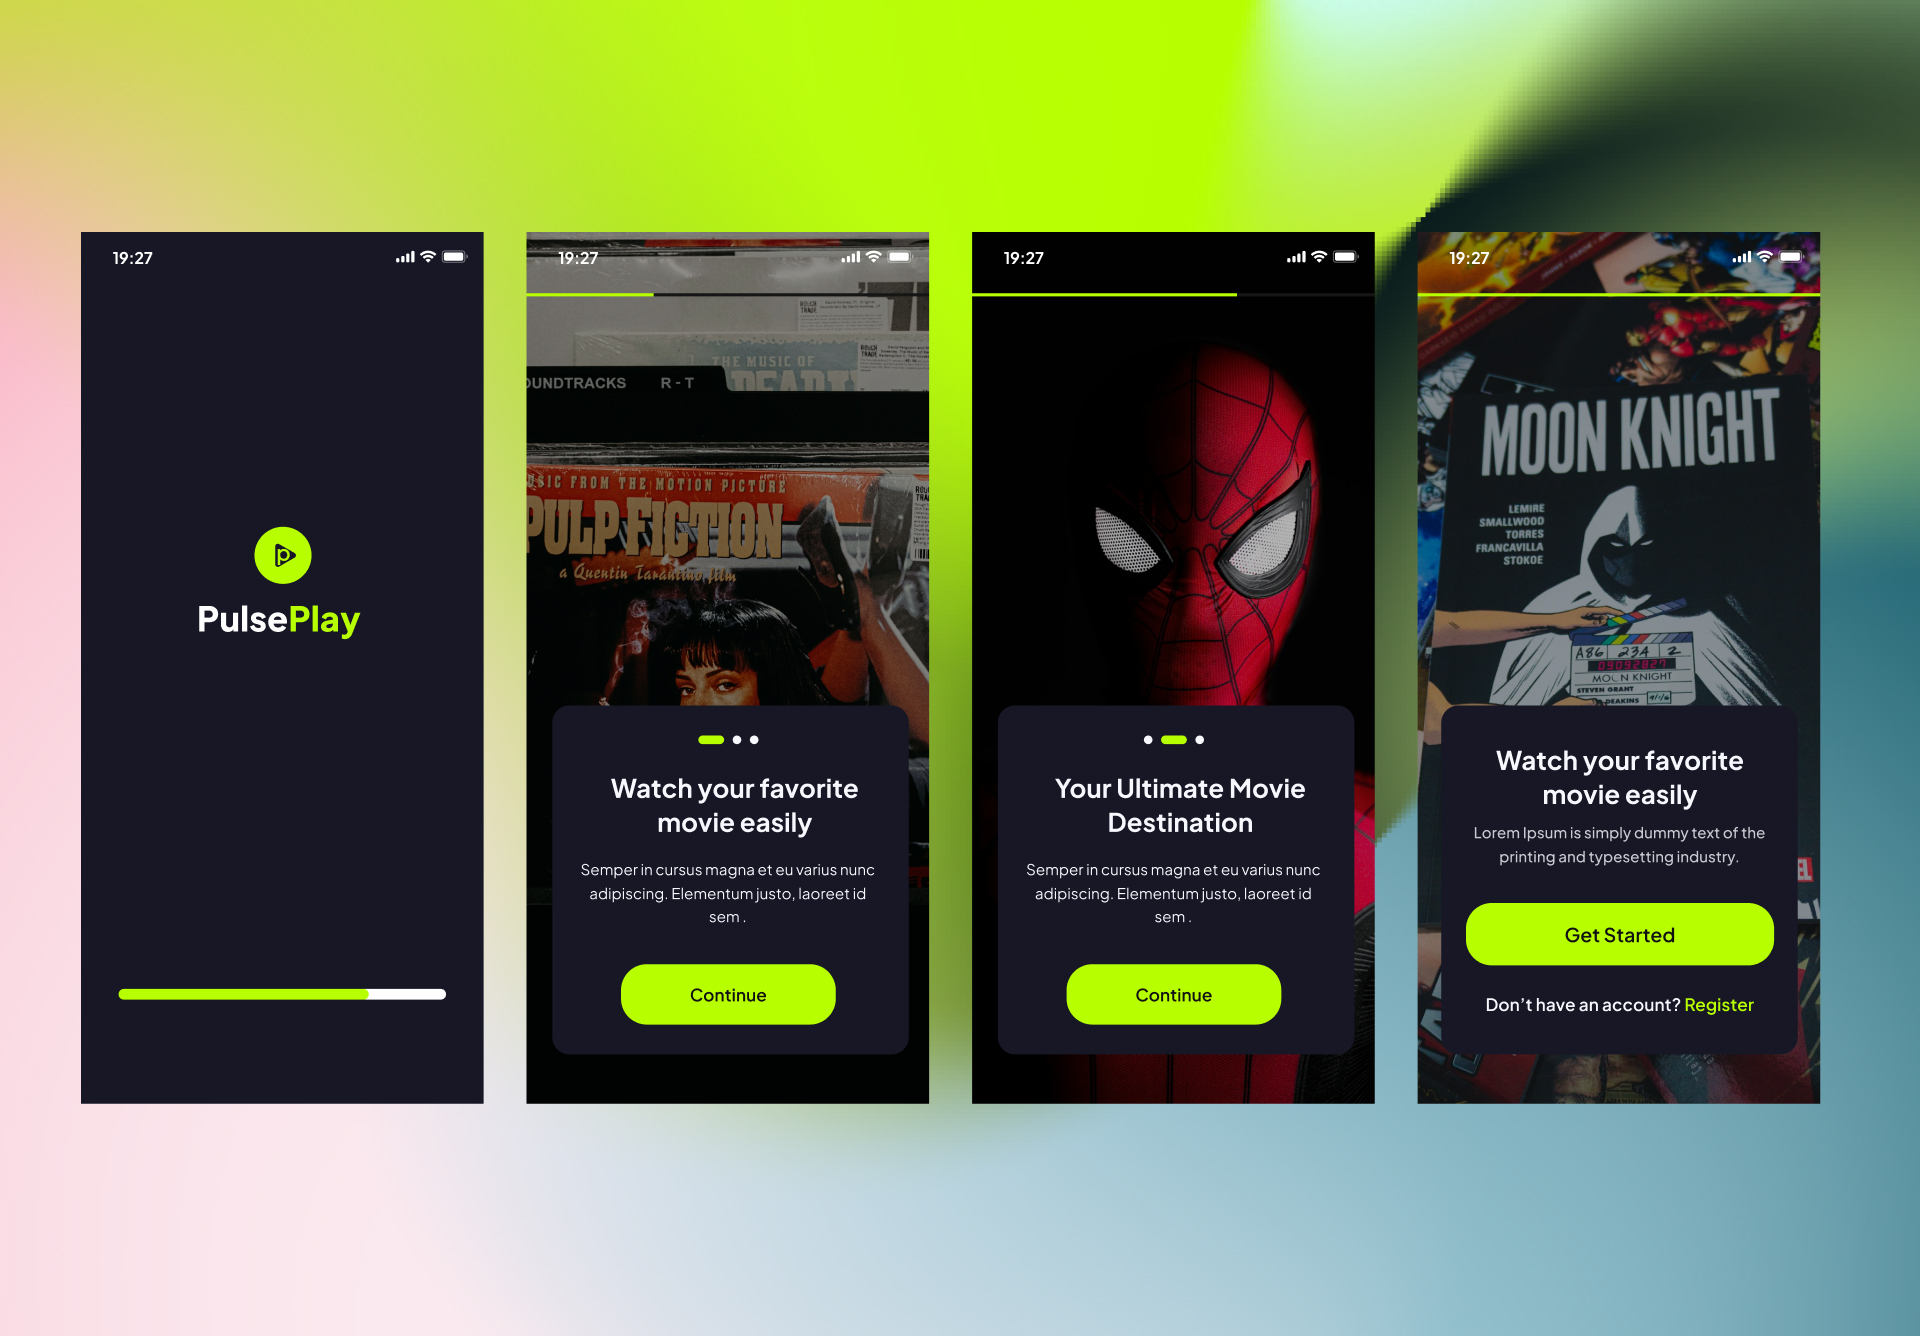 19:27
PulsePlay
19:27
THE MUSIC OF
OUNDTRACKS R - T
USIC FROM THE MOTION PICTURE
PULP FICTION
a Quentin Tarantino film
Watch your favorite
movie easily
Semper in cursus magna et eu varius nunc
adipiscing. Elementum justo, laoreet id
sem .
Continue
19:27
Your Ultimate Movie
Destination
Semper in cursus magna et eu varius nunc
adipiscing. Elementum justo, laoreet id
sem .
Continue
19:27
MOON KNIGHT
LEMIRE
SMALLWOOD
TORRES
FRANCAVILLA
STOKOE
A86 234 2
MOON KNIGHT
STEVEN GRANT
DEAKINS
Watch your favorite
movie easily
Lorem Ipsum is simply dummy text of the
printing and typesetting industry.
Get Started
Don’t have an account? Register